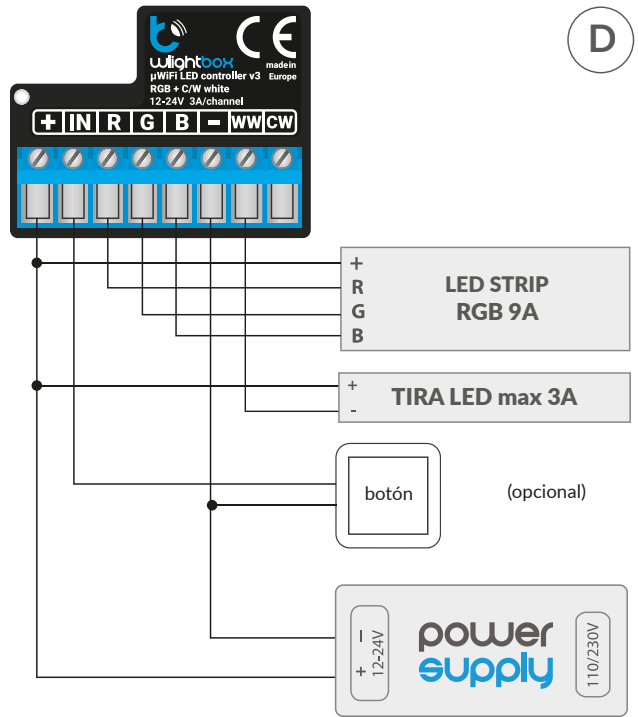 D
wlightbox
CE
made in
Europe
µWiFi LED controller v3
RGB + C/W white
12-24V 3A/channel
+ IN R G B - WW CW
+
R
G
B
LED STRIP
RGB 9A
+
-
TIRA LED max 3A
botón
(opcional)
- +
12-24V
power
supply
110/230V